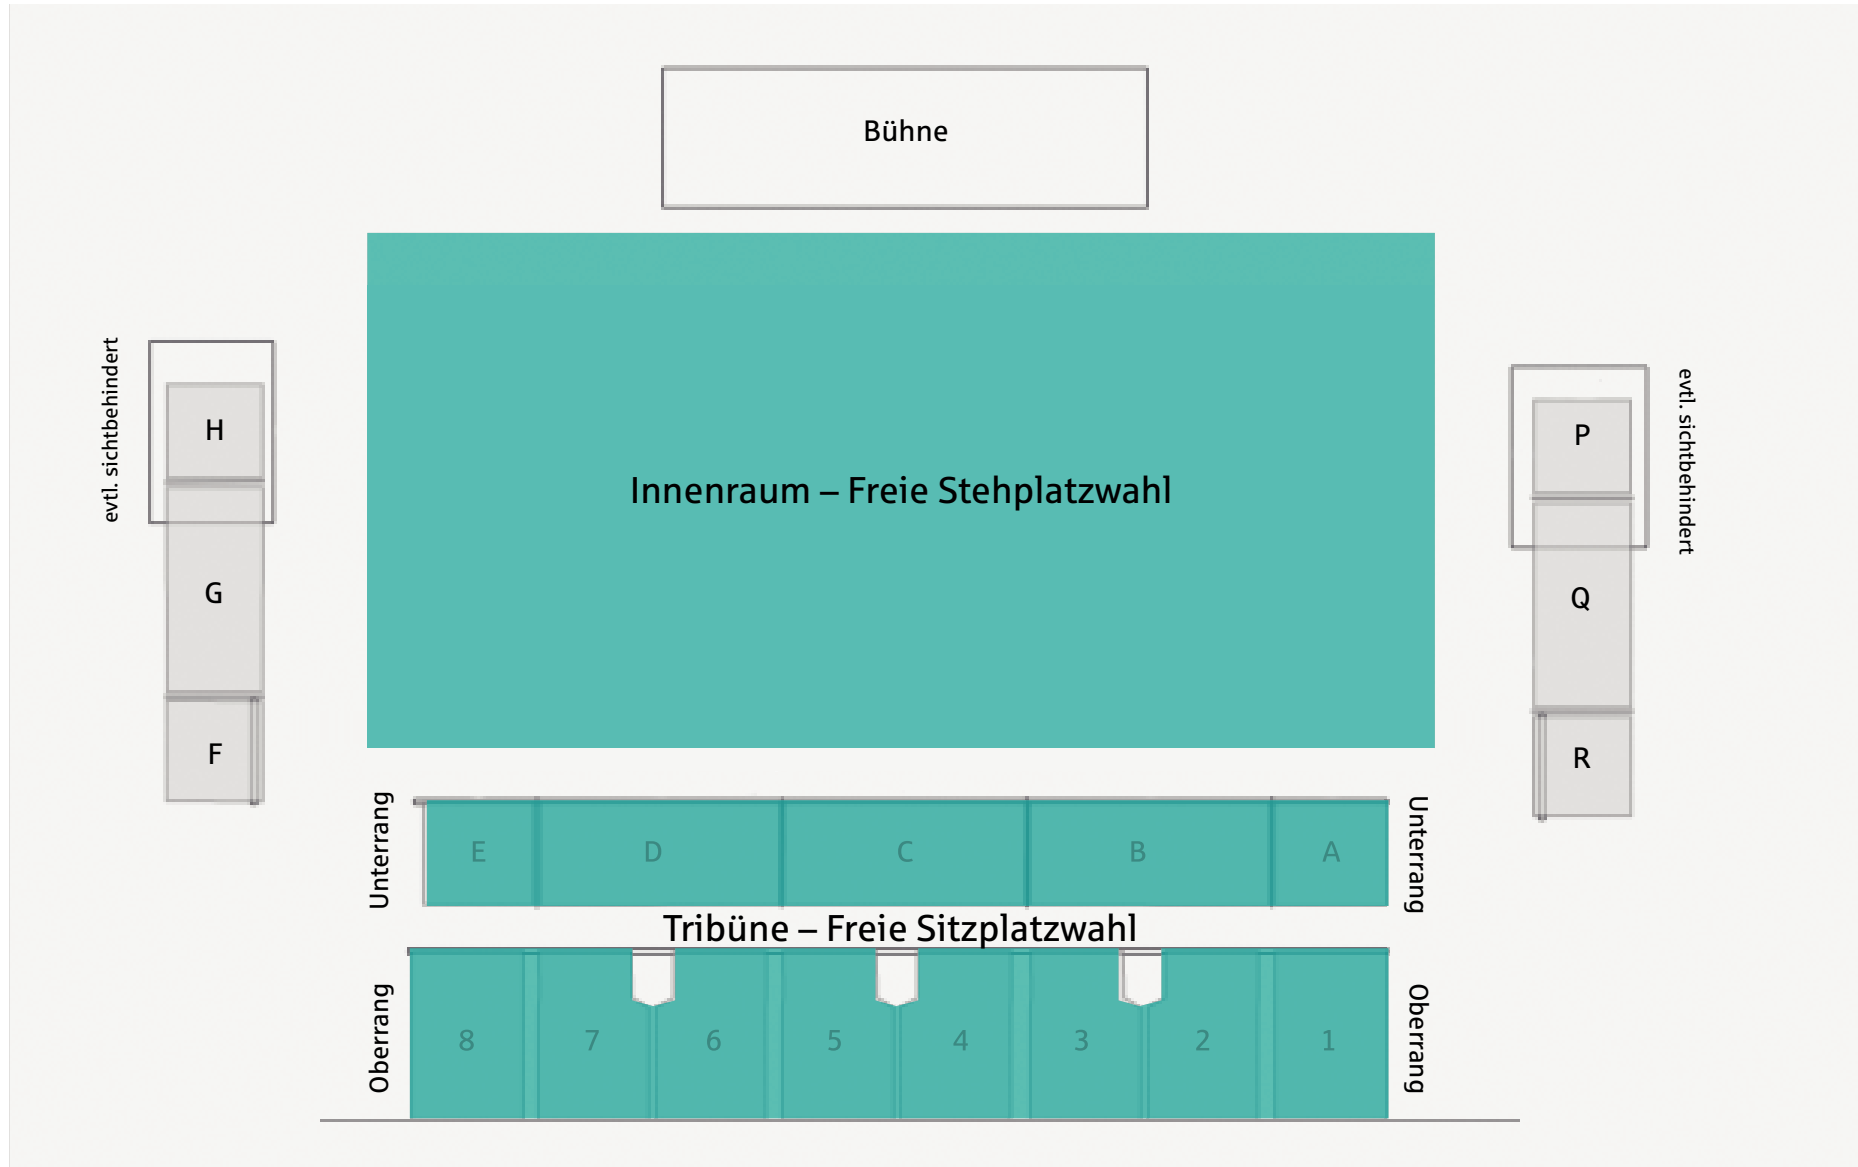 Bühne
evtl. sichtbehindert
H
G
F
Innenraum – Freie Stehplatzwahl
evtl. sichtbehindert
P
Q
R
Unterrang
E D C B A
Unterrang
Tribüne – Freie Sitzplatzwahl
Oberrang
8 7 6 5 4 3 2 1
Oberrang